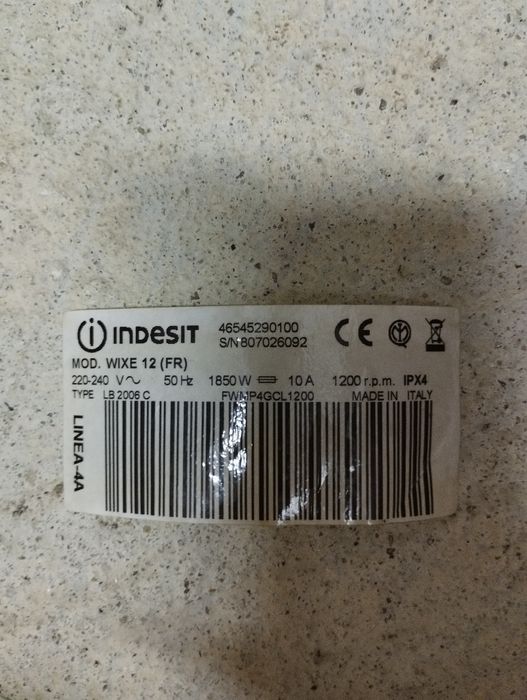 indesit 46545290100
S/N 807026092
MOD. WIXE 12 (FR)
220-240 V 50 Hz 1850 W 10 A 1200 r.p.m. IPX4
TYPE LB 2006 C FWMP4GCL1200 MADE IN ITALY
LINEA-4A